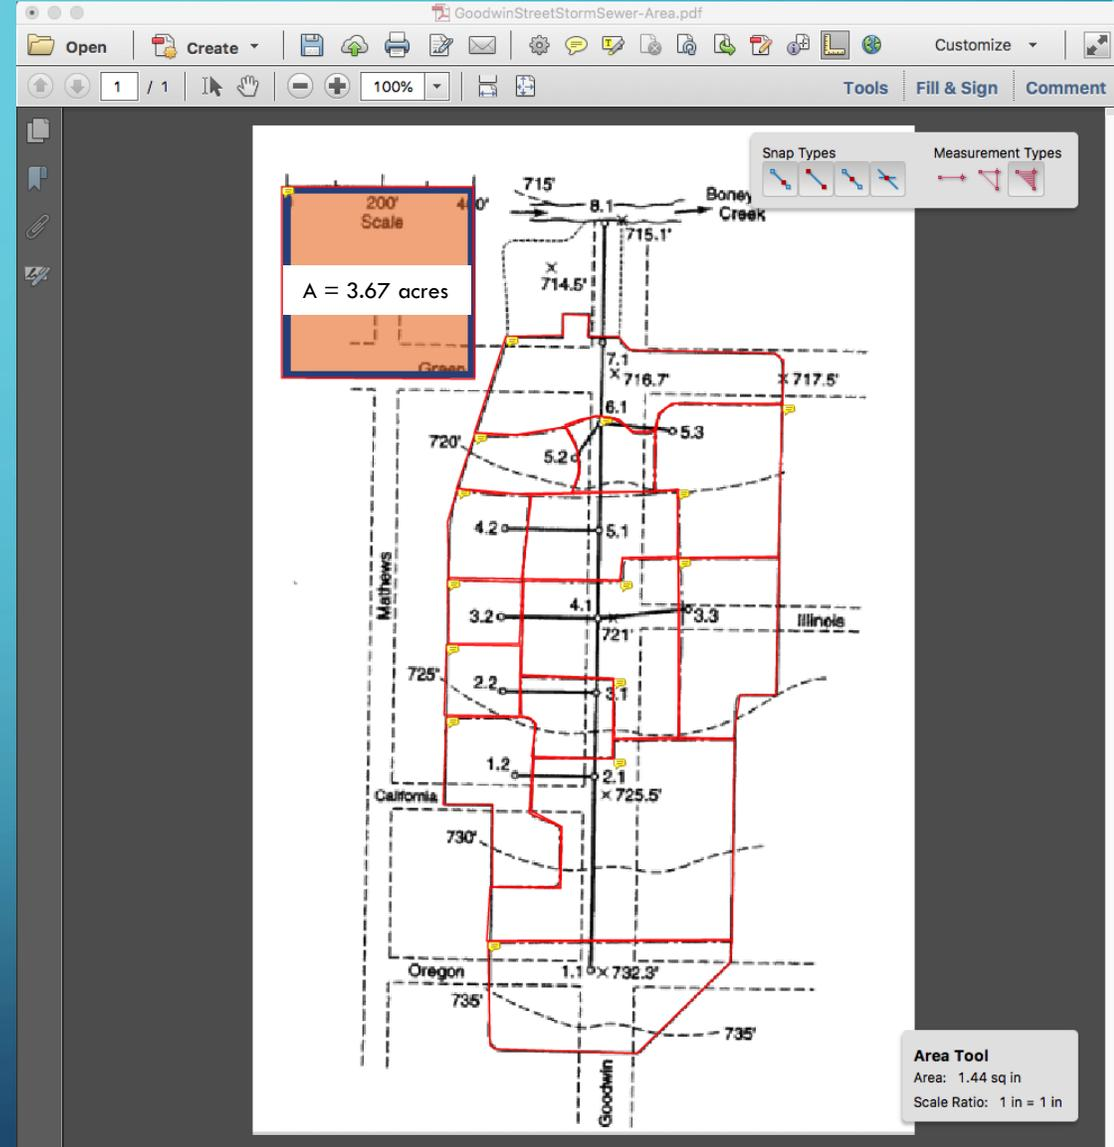 GoodwinStreetStormSewer-Area.pdf
Open Create Customize
1 / 1 100% Tools Fill & Sign Comment
Snap Types Measurement Types
200' 400'
Scale
A = 3.67 acres
Green
715'
8.1
Boney
Creek
715.1'
714.5'
7.1
716.7'
717.5'
6.1
5.3
720'
5.2
4.2 5.1
Mathews
4.1
3.2
3.3
721'
Illinois
725'
2.2
3.1
1.2
2.1
California
725.5'
730'
Oregon
1.1 732.3'
735'
735'
Goodwin
Area Tool
Area: 1.44 sq in
Scale Ratio: 1 in = 1 in